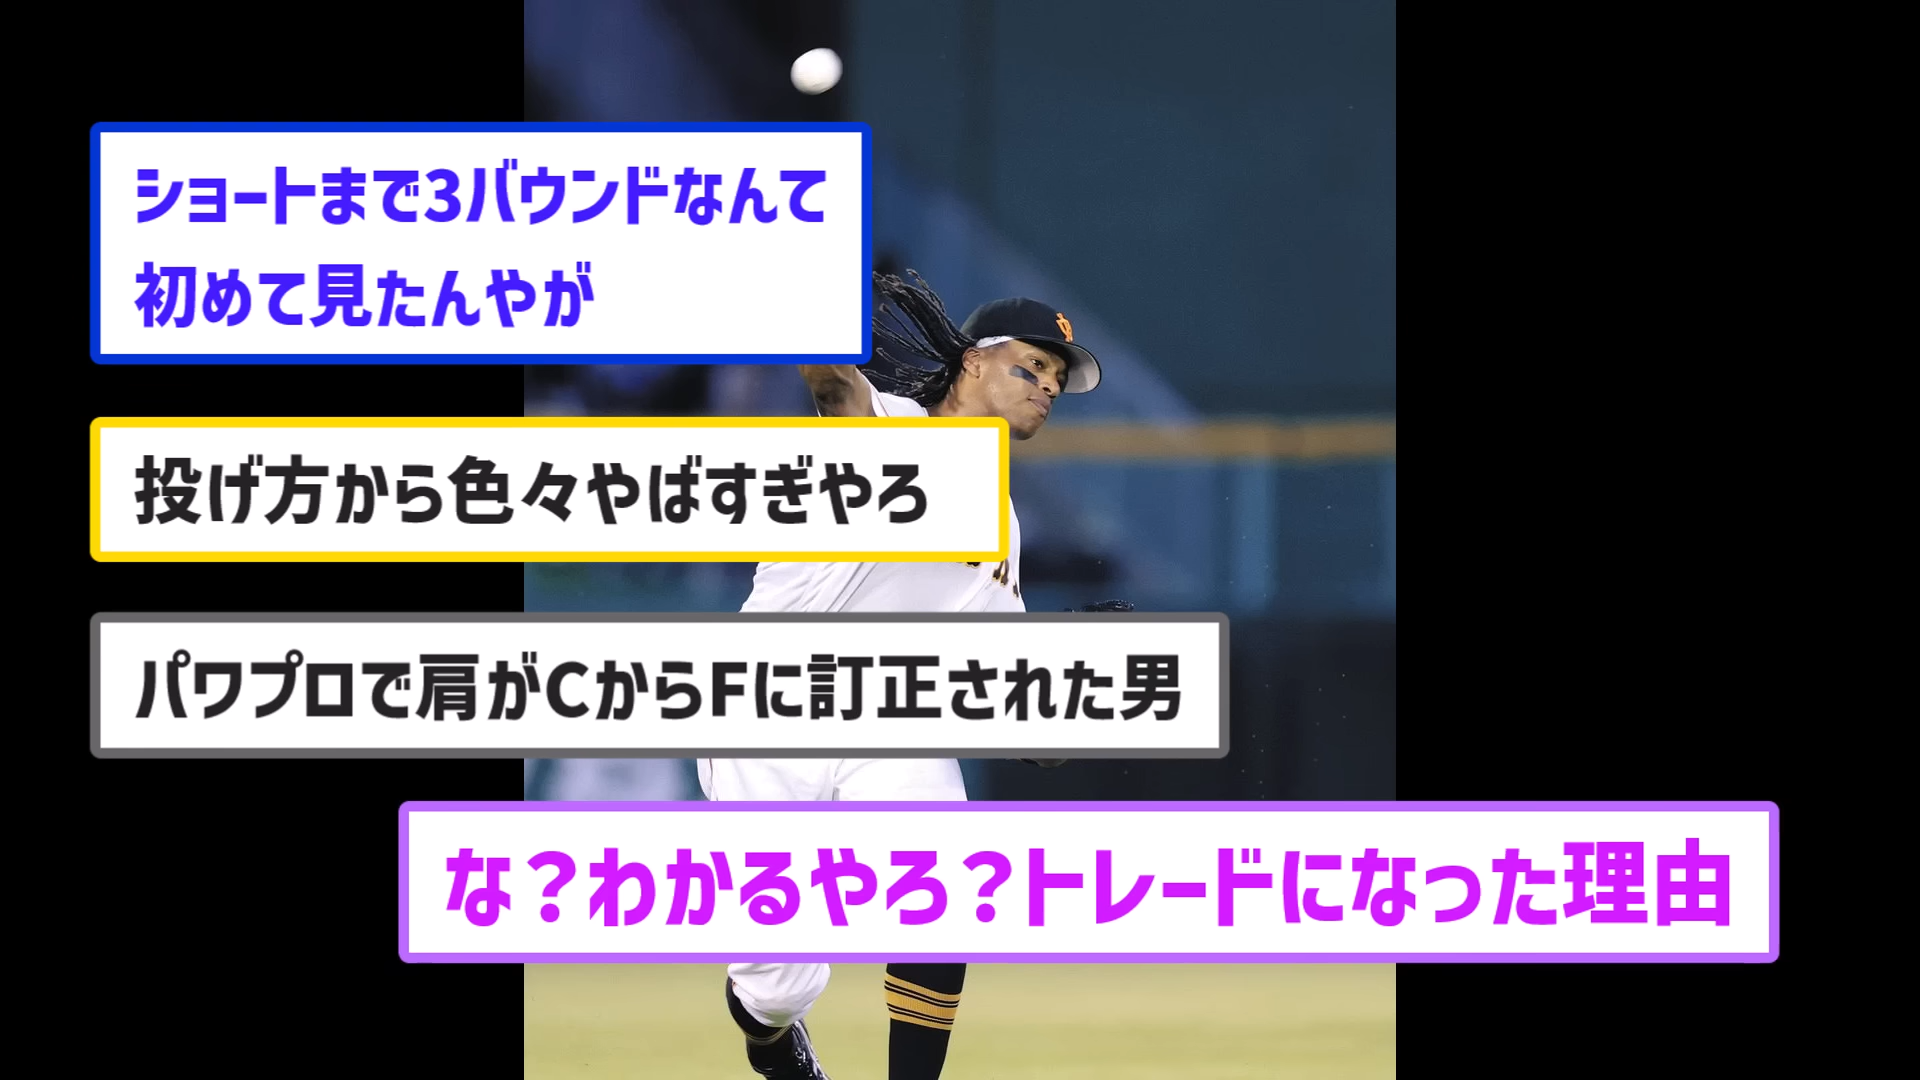 ショートまで3バウンドなんて
初めて見たんやが
投げ方から色々やばすぎやろ
パワプロで肩がCからFに訂正された男
な？わかるやろ？トレードになった理由